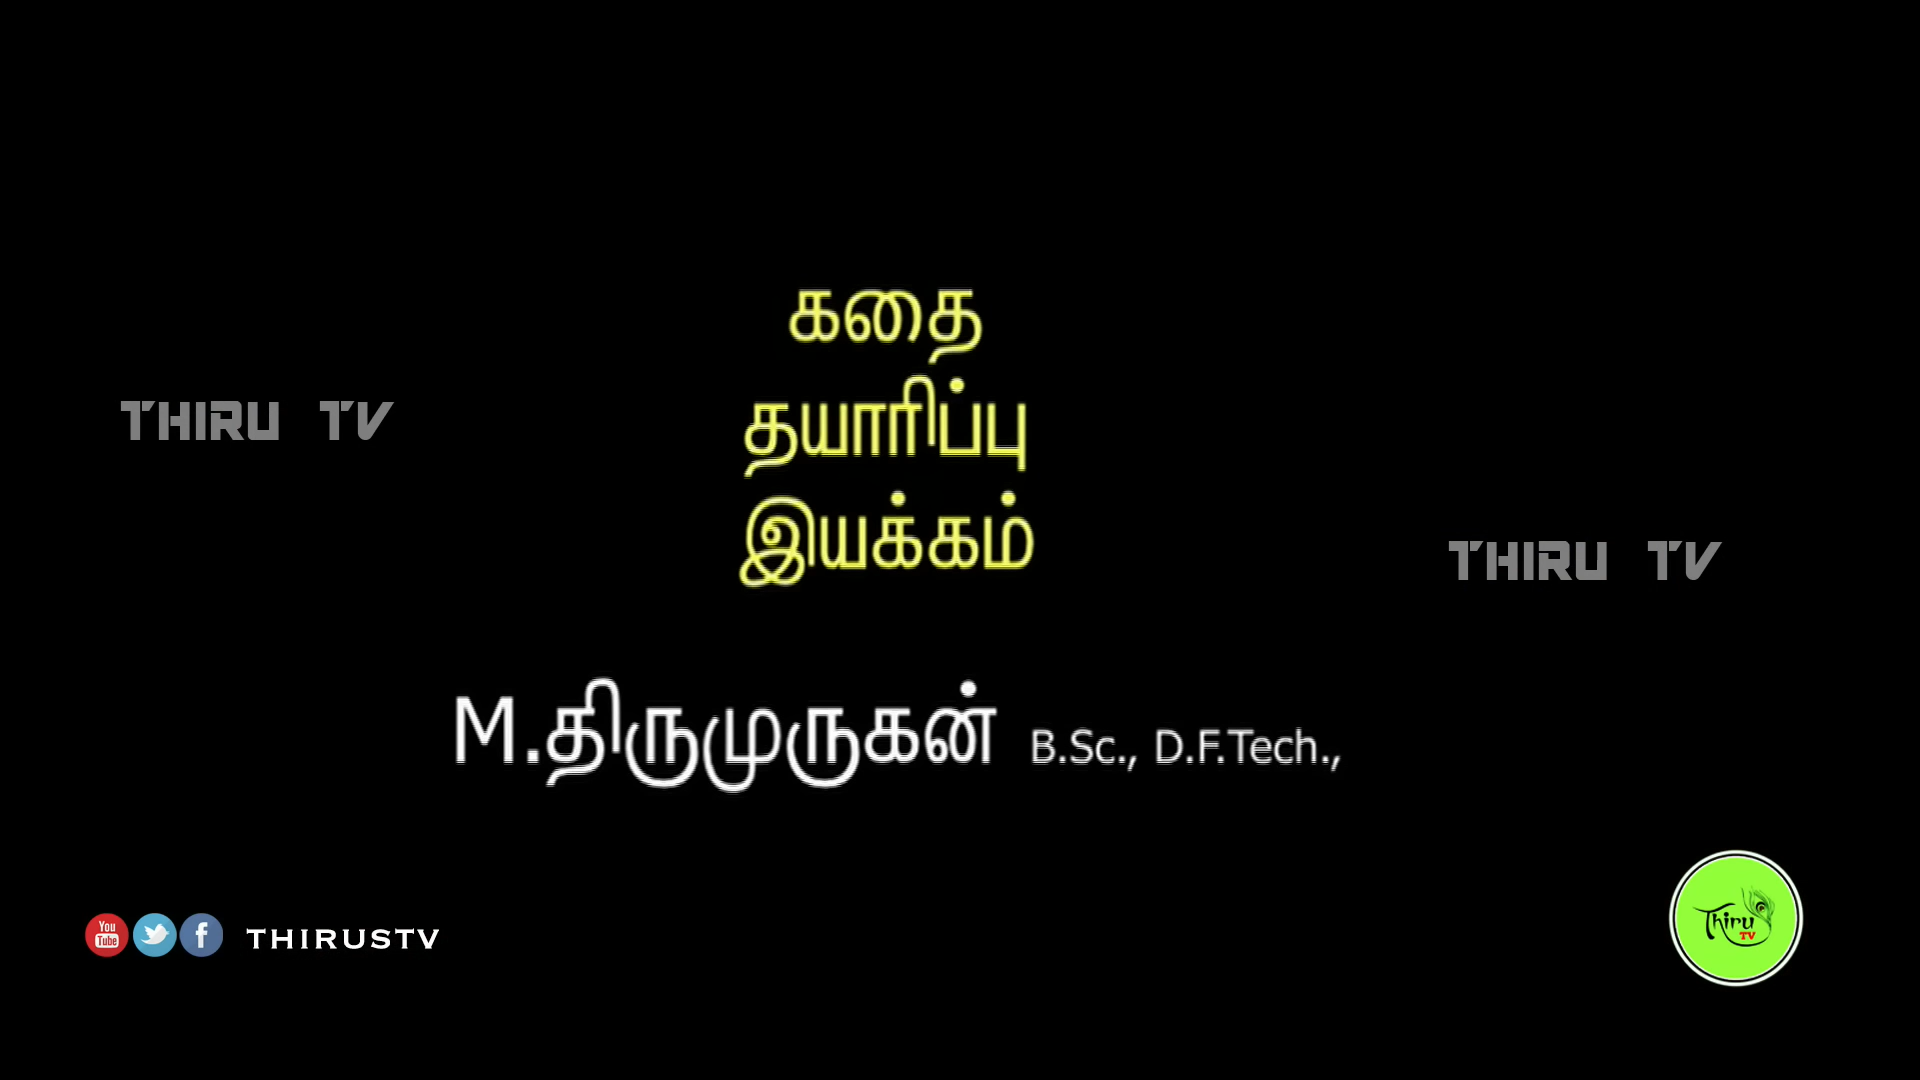 கதை
தயாரிப்பு
இயக்கம்
THIRU TV
THIRU TV
M.திருமுருகன் B.Sc., D.F.Tech.,
You Tube
THIRUSTV
Thiru TV